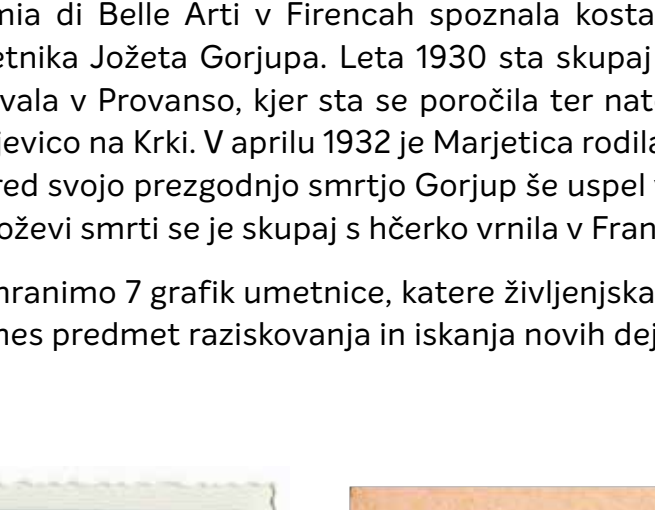 mia di Belle Arti v Firencah spoznala kosta
etnika Jožeta Gorjupa. Leta 1930 sta skupaj
vala v Provanso, kjer sta se poročila ter nat
jevico na Krki. V aprilu 1932 je Marjetica rodila
red svojo prezgodnjo smrtjo Gorjup še uspel
oževi smrti se je skupaj s hčerko vrnila v Fran
hranimo 7 grafik umetnice, katere življenjska
nes predmet raziskovanja in iskanja novih dej